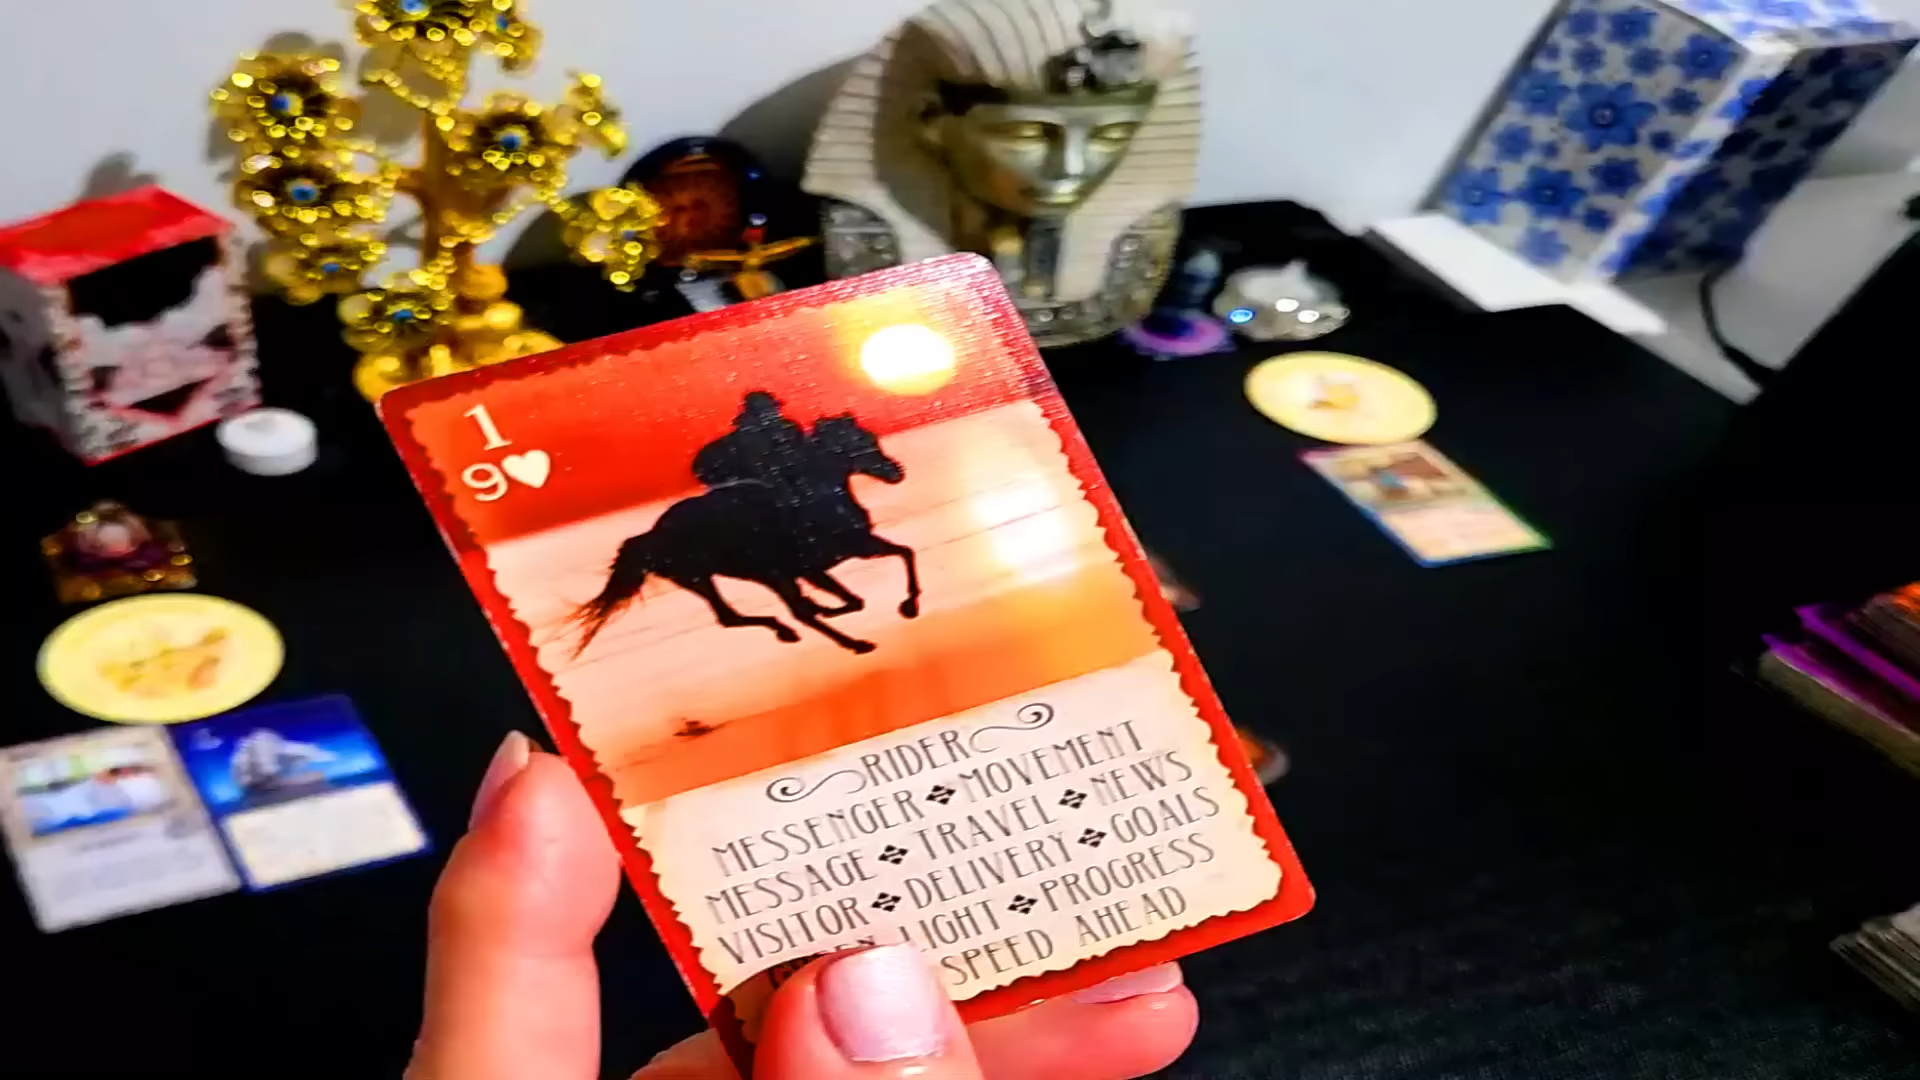 1
9♥
RIDER
MESSENGER ❖ MOVEMENT
MESSAGE ❖ TRAVEL ❖ NEWS
VISITOR ❖ DELIVERY ❖ GOALS
LIGHT ❖ PROGRESS
SPEED AHEAD